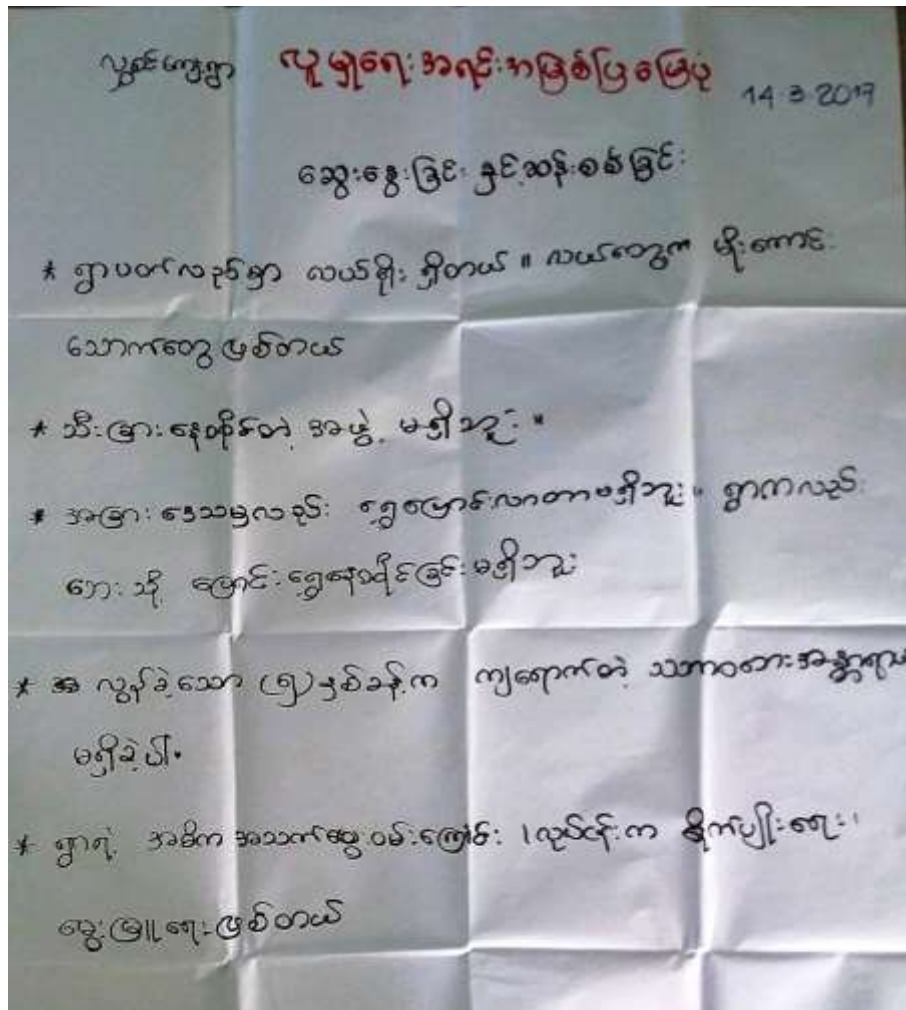 လွှင်ကျေးရွာ လူမှုရေးအရင်းအမြစ်ပြမြေပုံ 14.3.2017
ဆွေးနွေးခြင်း နှင့်ဆန်းစစ်ခြင်း
* ရွာပတ်လည်မှာ လယ်ရှိုး ရှိတယ်။ လယ်တွေက မိုးကောင်း
သောက်တွေ ဖြစ်တယ်
* သီးခြားနေထိုင်တဲ့ အဖွဲ့ မရှိဘူး။
* အခြားဒေသမှလည်း ရွှေ့ပြောင်းလာတာမရှိဘူး။ ရွာကလည်း
ဘေးသို့ ပြောင်းရွှေ့နေထိုင်ခြင်းမရှိဘူး
* လွန်ခဲ့သော (၅)နှစ်ခန့်က ကျရောက်တဲ့ သဘာဝဘေးအန္တာရာယ်
မရှိခဲ့ပါ။
* ရွာရဲ့ အဓိက အသက်မွေးဝမ်းကျောင်း ၊လုပ်ငန်းက စိုက်ပျိုးရေး၊
မွေးမြူရေးဖြစ်တယ်